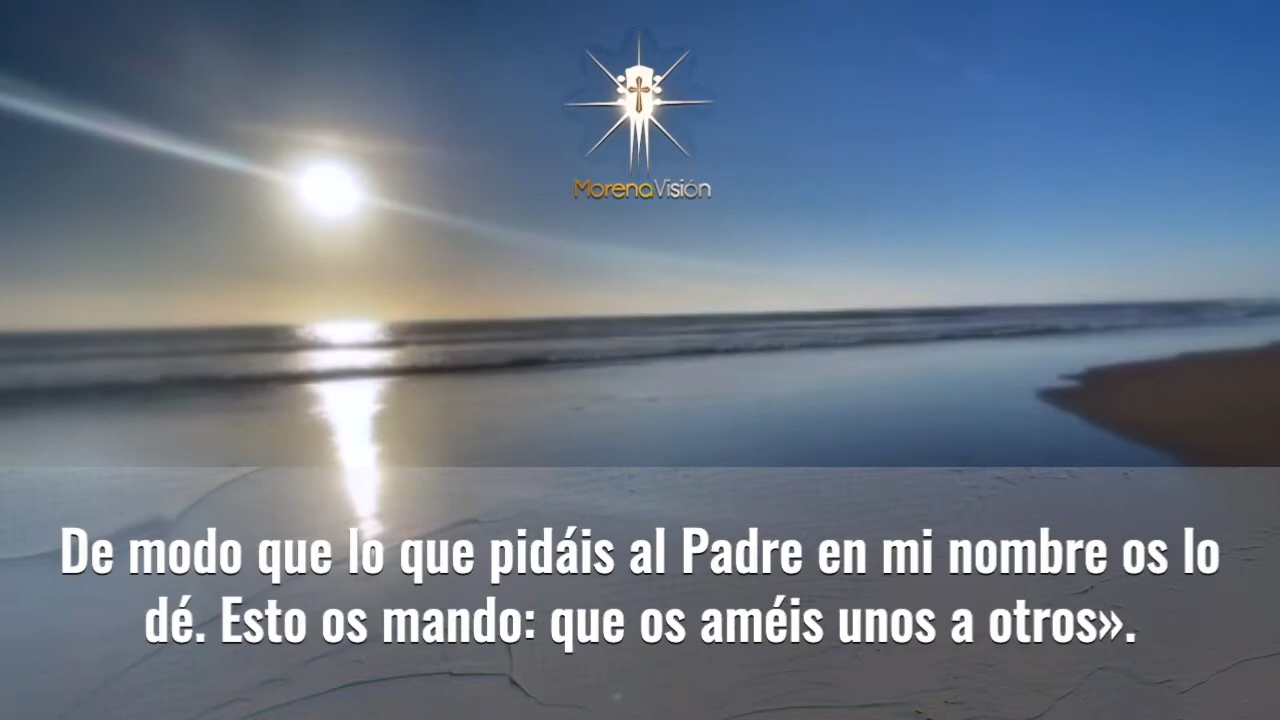 MorenaVisión
De modo que lo que pidáis al Padre en mi nombre os lo
dé. Esto os mando: que os améis unos a otros».